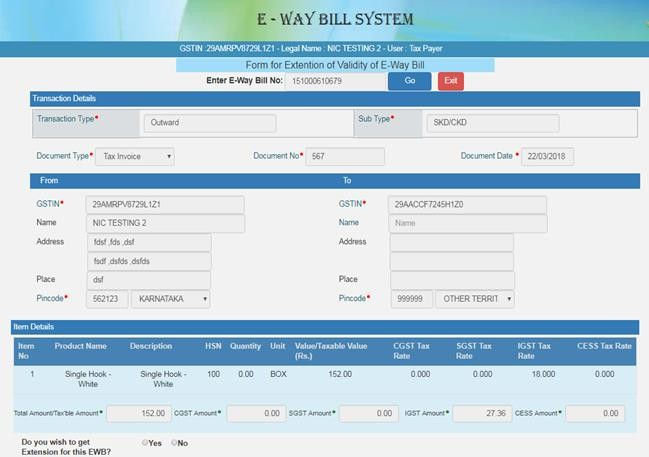 E - WAY BILL SYSTEM
GSTIN :29AMRPV8729L1Z1 - Legal Name : NIC TESTING 2 - User : Tax Payer
Form for Extention of Validity of E-Way Bill
Enter E-Way Bill No: 151000610679 Go Exit
Transaction Details
Transaction Type* Outward Sub Type* SKD/CKD
Document Type* Tax Invoice Document No* 567 Document Date * 22/03/2018
From To
GSTIN* 29AMRPV8729L1Z1 GSTIN* 29AACCF7245H1Z0
Name NIC TESTING 2 Name Name
Address fdsf ,fds ,dsf Address
fsdf ,dsfds ,dsfds
Place dsf Place
Pincode* 562123 KARNATAKA Pincode* 999999 OTHER TERRIT
Item Details
Item No Product Name Description HSN Quantity Unit Value/Taxable Value (Rs.) CGST Tax Rate SGST Tax Rate IGST Tax Rate CESS Tax Rate
1 Single Hook - White Single Hook - White 100 0.00 BOX 152.00 0.000 0.000 18.000 0.000
Total Amount/Tax'ble Amount* 152.00 CGST Amount* 0.00 SGST Amount* 0.00 IGST Amount* 27.36 CESS Amount* 0.00
Do you wish to get Yes No
Extension for this EWB?